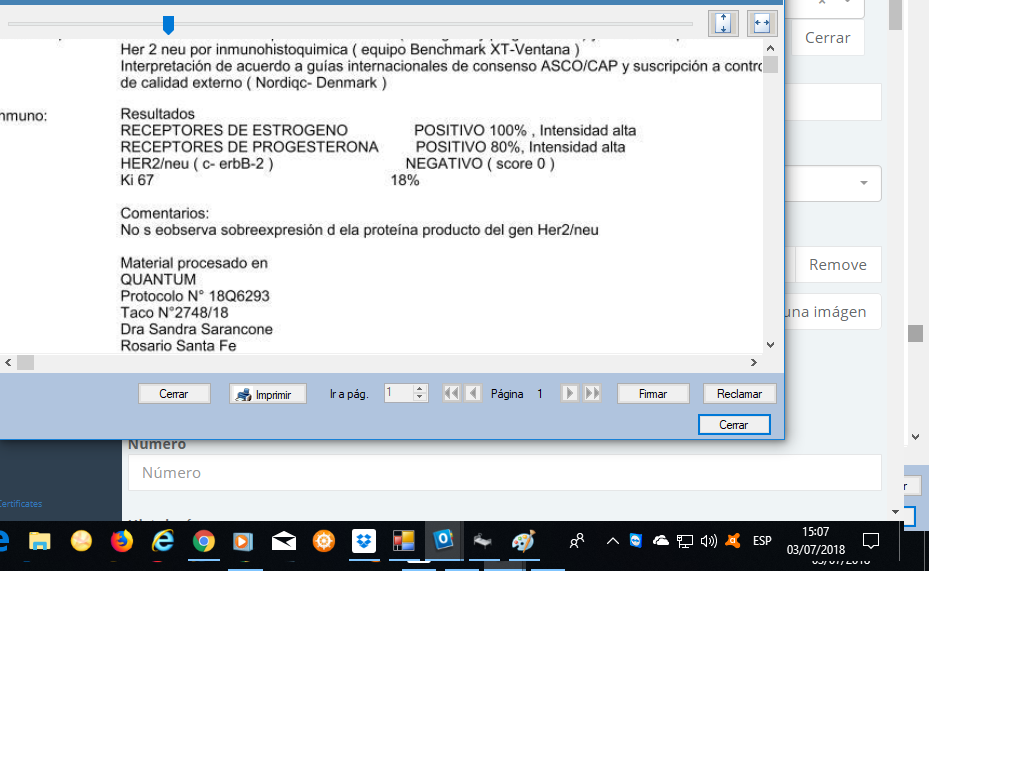 Her 2 neu por inmunohistoquimica ( equipo Benchmark XT-Ventana )
Interpretación de acuerdo a guías internacionales de consenso ASCO/CAP y suscripción a contro
de calidad externo ( Nordiqc- Denmark )
nmuno:
Resultados
RECEPTORES DE ESTROGENO POSITIVO 100% , Intensidad alta
RECEPTORES DE PROGESTERONA POSITIVO 80%, Intensidad alta
HER2/neu ( c- erbB-2 ) NEGATIVO ( score 0 )
Ki 67 18%
Comentarios:
No s eobserva sobreexpresión d ela proteína producto del gen Her2/neu
Material procesado en
QUANTUM
Protocolo N° 18Q6293
Taco N°2748/18
Dra Sandra Sarancone
Rosario Santa Fe
Cerrar
Imprimir
Ir a pág.
1
Página 1
Firmar
Reclamar
Cerrar
Cerrar
Remove
una imágen
Número
Número
Certificates
r
ESP
15:07
03/07/2018